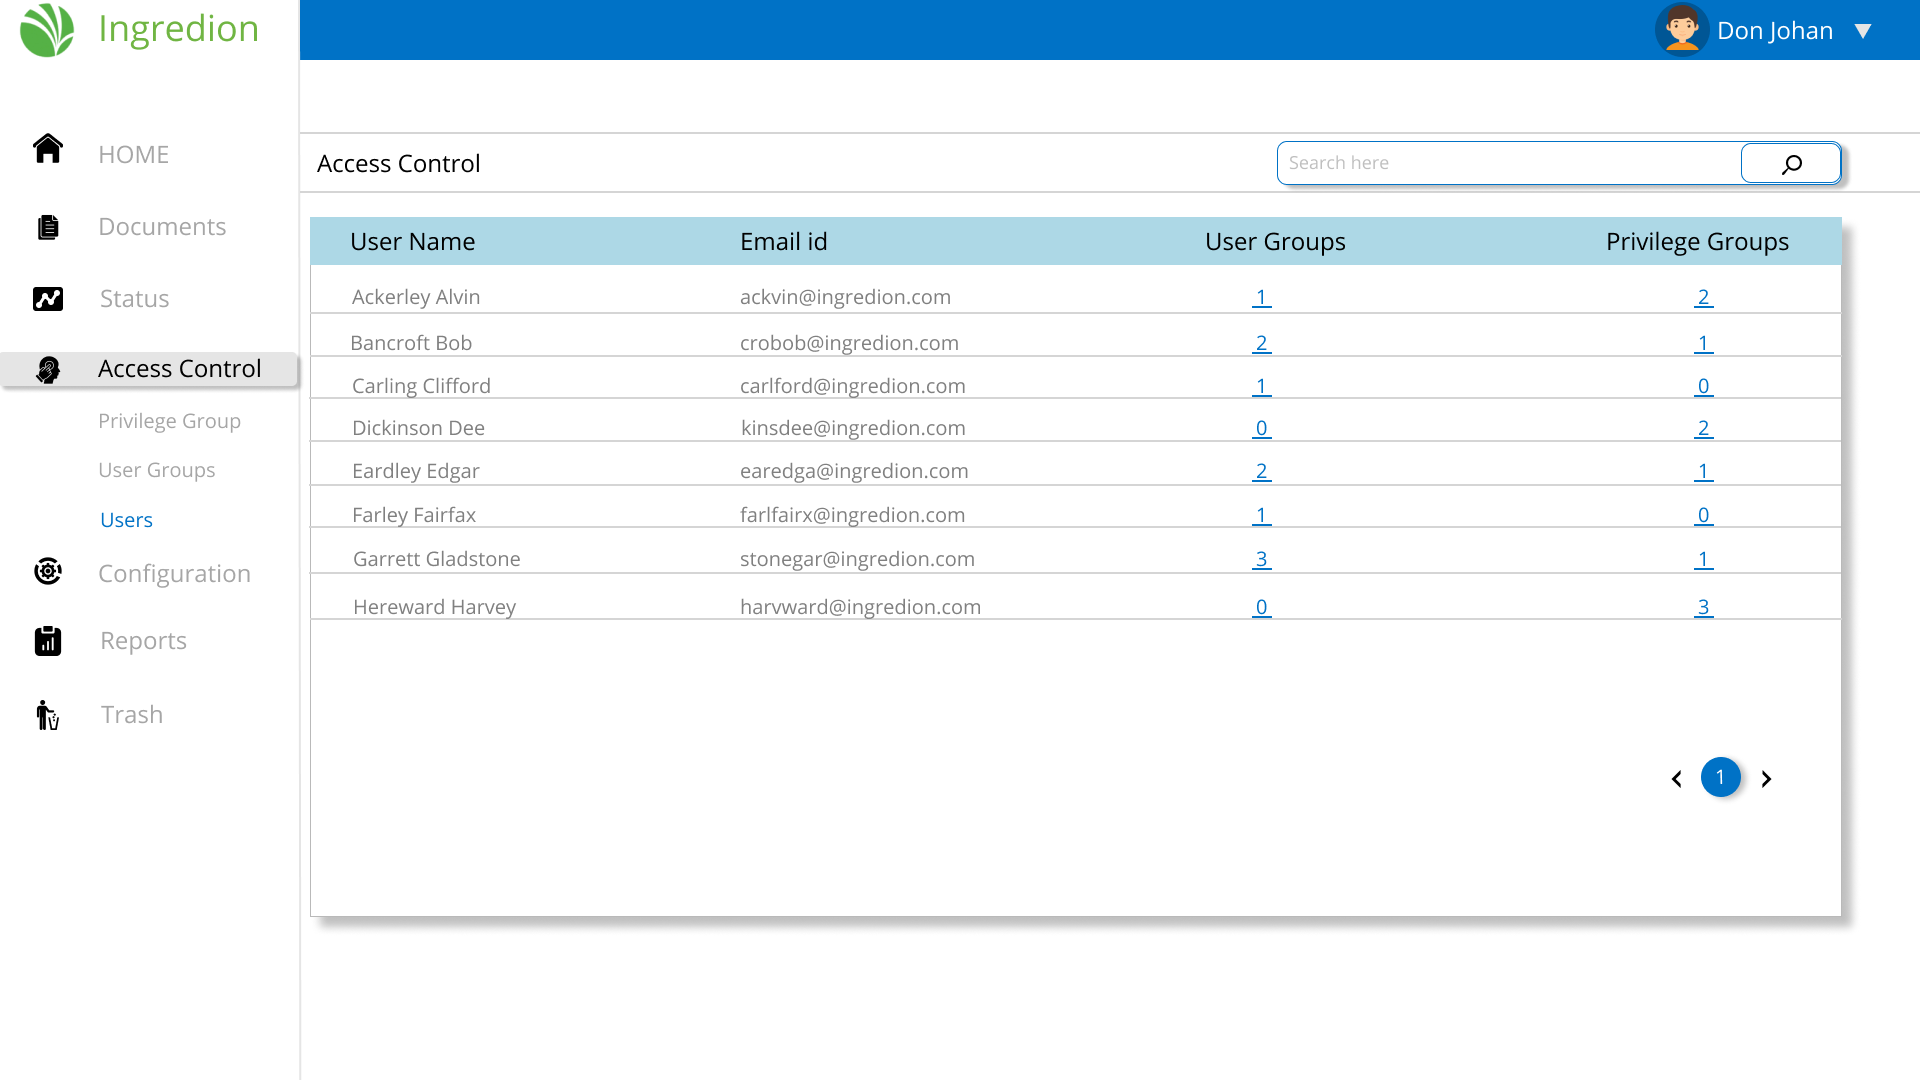 Ingredion
Don Johan
HOME
Documents
Status
Access Control
Privilege Group
User Groups
Users
Configuration
Reports
Trash
Access Control
Search here
User Name Email id User Groups Privilege Groups
Ackerley Alvin ackvin@ingredion.com 1 2
Bancroft Bob crobob@ingredion.com 2 1
Carling Clifford carlford@ingredion.com 1 0
Dickinson Dee kinsdee@ingredion.com 0 2
Eardley Edgar earedga@ingredion.com 2 1
Farley Fairfax farlfairx@ingredion.com 1 0
Garrett Gladstone stonegar@ingredion.com 3 1
Hereward Harvey harvward@ingredion.com 0 3
1